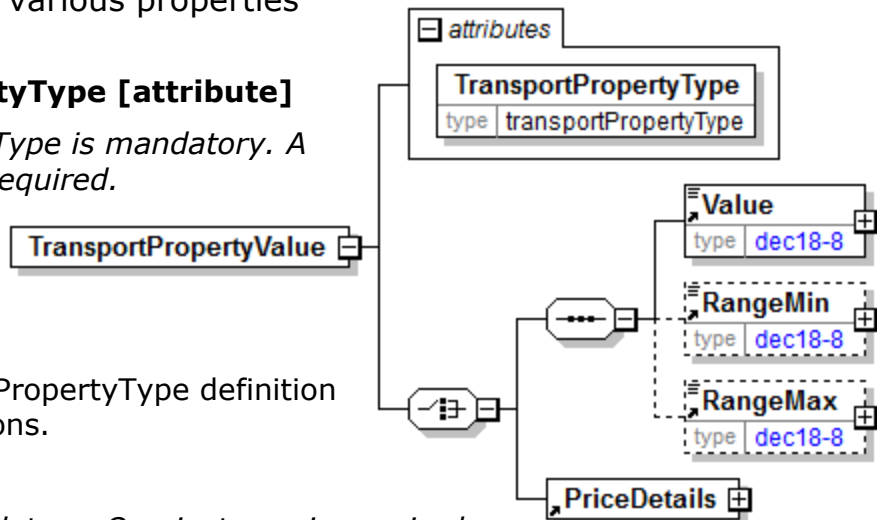 various properties
attributes
tyType [attribute]
TransportPropertyType
type transportPropertyType
Type is mandatory. A
equired.
Value
type dec18-8
TransportPropertyValue
RangeMin
type dec18-8
PropertyType definition
ons.
RangeMax
type dec18-8
PriceDetails